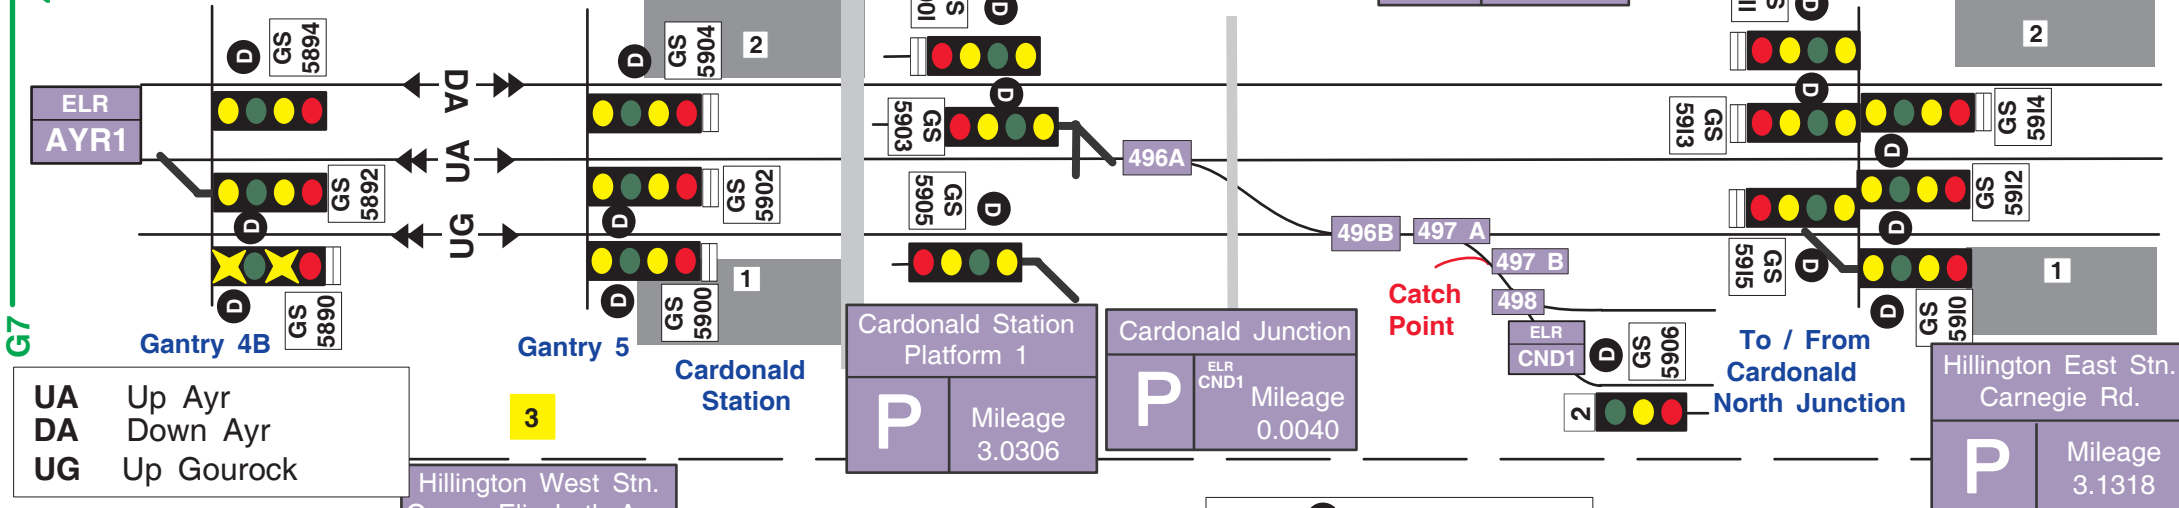 G7
ELR
AYR1
D
GS
5894
GS
5892
D
D
GS
5890
Gantry 4B
DA
UA
UG
D
GS
5904
2
GS
5902
D
D
GS
5900
1
Gantry 5
Cardonald
Station
UA Up Ayr
DA Down Ayr
UG Up Gourock
3
Hillington West Stn.
S
D
D
GS
5903
GS
5905
D
496A
496B
497 A
497 B
498
Catch
Point
ELR
CND1
D
GS
5906
2
Cardonald Station
Platform 1
P
Mileage
3.0306
Cardonald Junction
P
ELR
CND1
Mileage
0.0040
S
D
D
GS
5913
GS
5914
D
GS
5912
D
GS
5915
D
D
GS
5910
2
1
To / From
Cardonald
North Junction
Hillington East Stn.
Carnegie Rd.
P
Mileage
3.1318